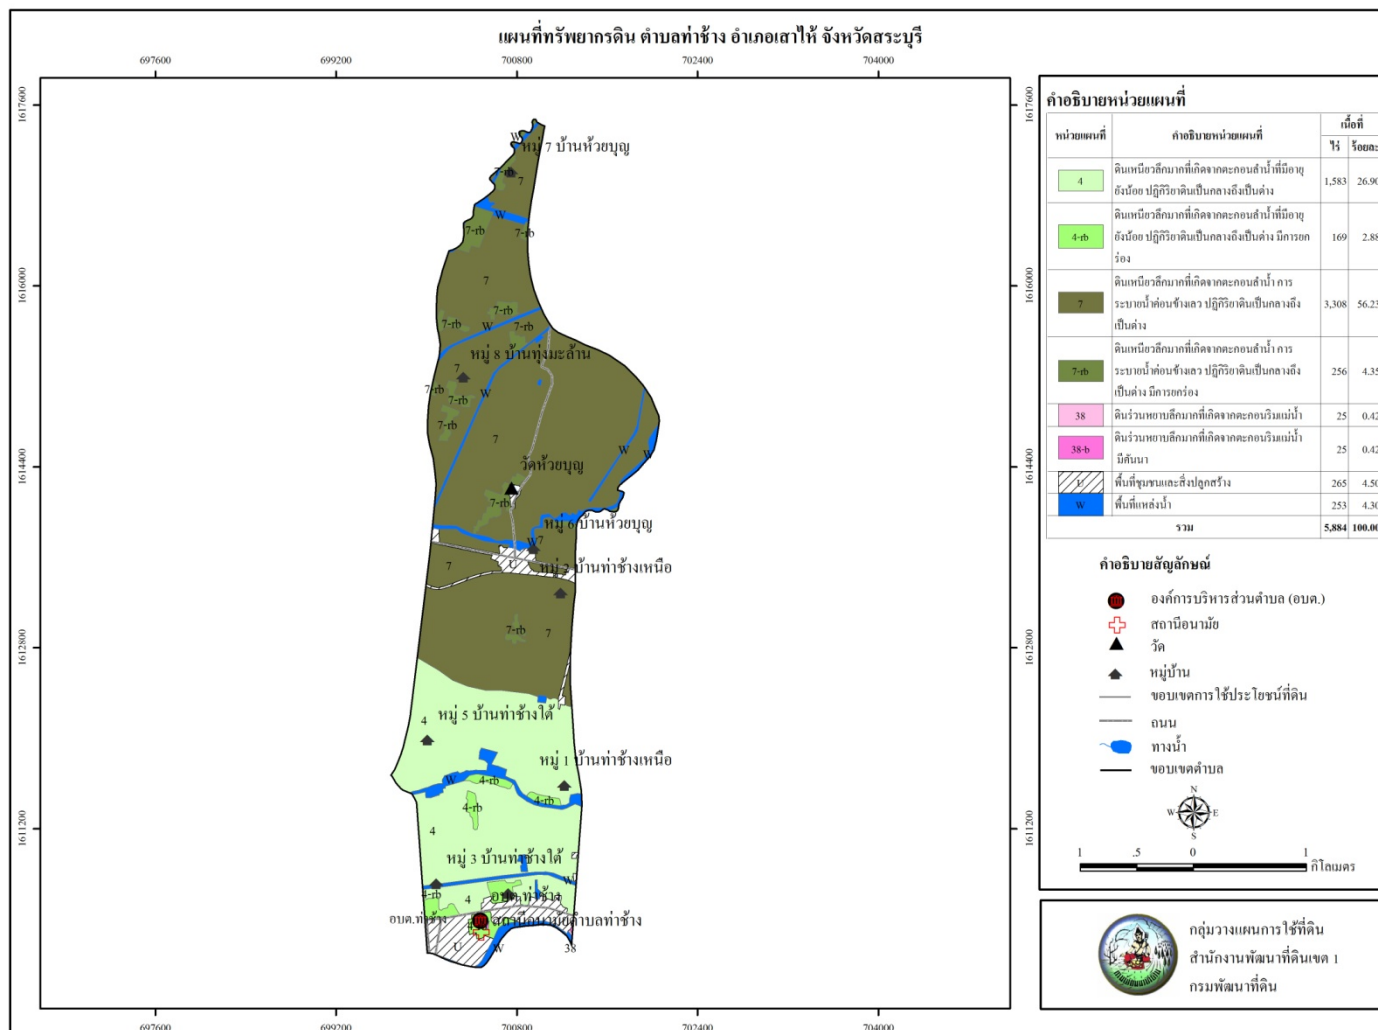 แผนที่ทรัพยากรดิน ตำบลท่าช้าง อำเภอเสาไห้ จังหวัดสระบุรี
697600 699200 700800 702400 704000
1617600
1616000
1614400
1612800
1611200
W
หมู่ 7 บ้านห้วยบุญ
7-rb
7
W
7-rb
7-rb
7
7-rb
7-rb
W
7-rb
หมู่ 8 บ้านทุ่งมะล้าน
7
7-rb
7-rb
W
7-rb
7
W
W
วัดห้วยบุญ
7-rb
หมู่ 6 บ้านห้วยบุญ
W 7
U
หมู่ 2 บ้านท่าช้างเหนือ
7
7-rb
7
หมู่ 5 บ้านท่าช้างใต้
4
หมู่ 1 บ้านท่าช้างเหนือ
W
4-rb
4-rb
4-rb
4
หมู่ 3 บ้านท่าช้างใต้
W
4-rb
4
อบต.ท่าช้าง
อบต.ท่าช้าง
สถานีอนามัยตำบลท่าช้าง
U
W
38
697600 699200 700800 702400 704000
1617600
1616000
1614400
1612800
1611200
คำอธิบายหน่วยแผนที่
หน่วยแผนที่ คำอธิบายหน่วยแผนที่ เนื้อที่
ไร่ ร้อยละ
4 ดินเหนียวลึกมากที่เกิดจากตะกอนลำน้ำที่มีอายุ
ยังน้อย ปฏิกิริยาดินเป็นกลางถึงเป็นด่าง 1,583 26.90
4-rb ดินเหนียวลึกมากที่เกิดจากตะกอนลำน้ำที่มีอายุ
ยังน้อย ปฏิกิริยาดินเป็นกลางถึงเป็นด่าง มีการยก
ร่อง 169 2.88
7 ดินเหนียวลึกมากที่เกิดจากตะกอนลำน้ำ การ
ระบายน้ำค่อนข้างเลว ปฏิกิริยาดินเป็นกลางถึง
เป็นด่าง 3,308 56.23
7-rb ดินเหนียวลึกมากที่เกิดจากตะกอนลำน้ำ การ
ระบายน้ำค่อนข้างเลว ปฏิกิริยาดินเป็นกลางถึง
เป็นด่าง มีการยกร่อง 256 4.35
38 ดินร่วนหยาบลึกมากที่เกิดจากตะกอนริมแม่น้ำ 25 0.42
38-b ดินร่วนหยาบลึกมากที่เกิดจากตะกอนริมแม่น้ำ
มีคันนา 25 0.42
U พื้นที่ชุมชนและสิ่งปลูกสร้าง 265 4.50
W พื้นที่แหล่งน้ำ 253 4.30
รวม 5,884 100.00
คำอธิบายสัญลักษณ์
องค์การบริหารส่วนตำบล (อบต.)
สถานีอนามัย
วัด
หมู่บ้าน
ขอบเขตการใช้ประโยชน์ที่ดิน
ถนน
ทางน้ำ
ขอบเขตตำบล
N
W E
S
1 .5 0 1
กิโลเมตร
กลุ่มวางแผนการใช้ที่ดิน
สำนักงานพัฒนาที่ดินเขต 1
กรมพัฒนาที่ดิน